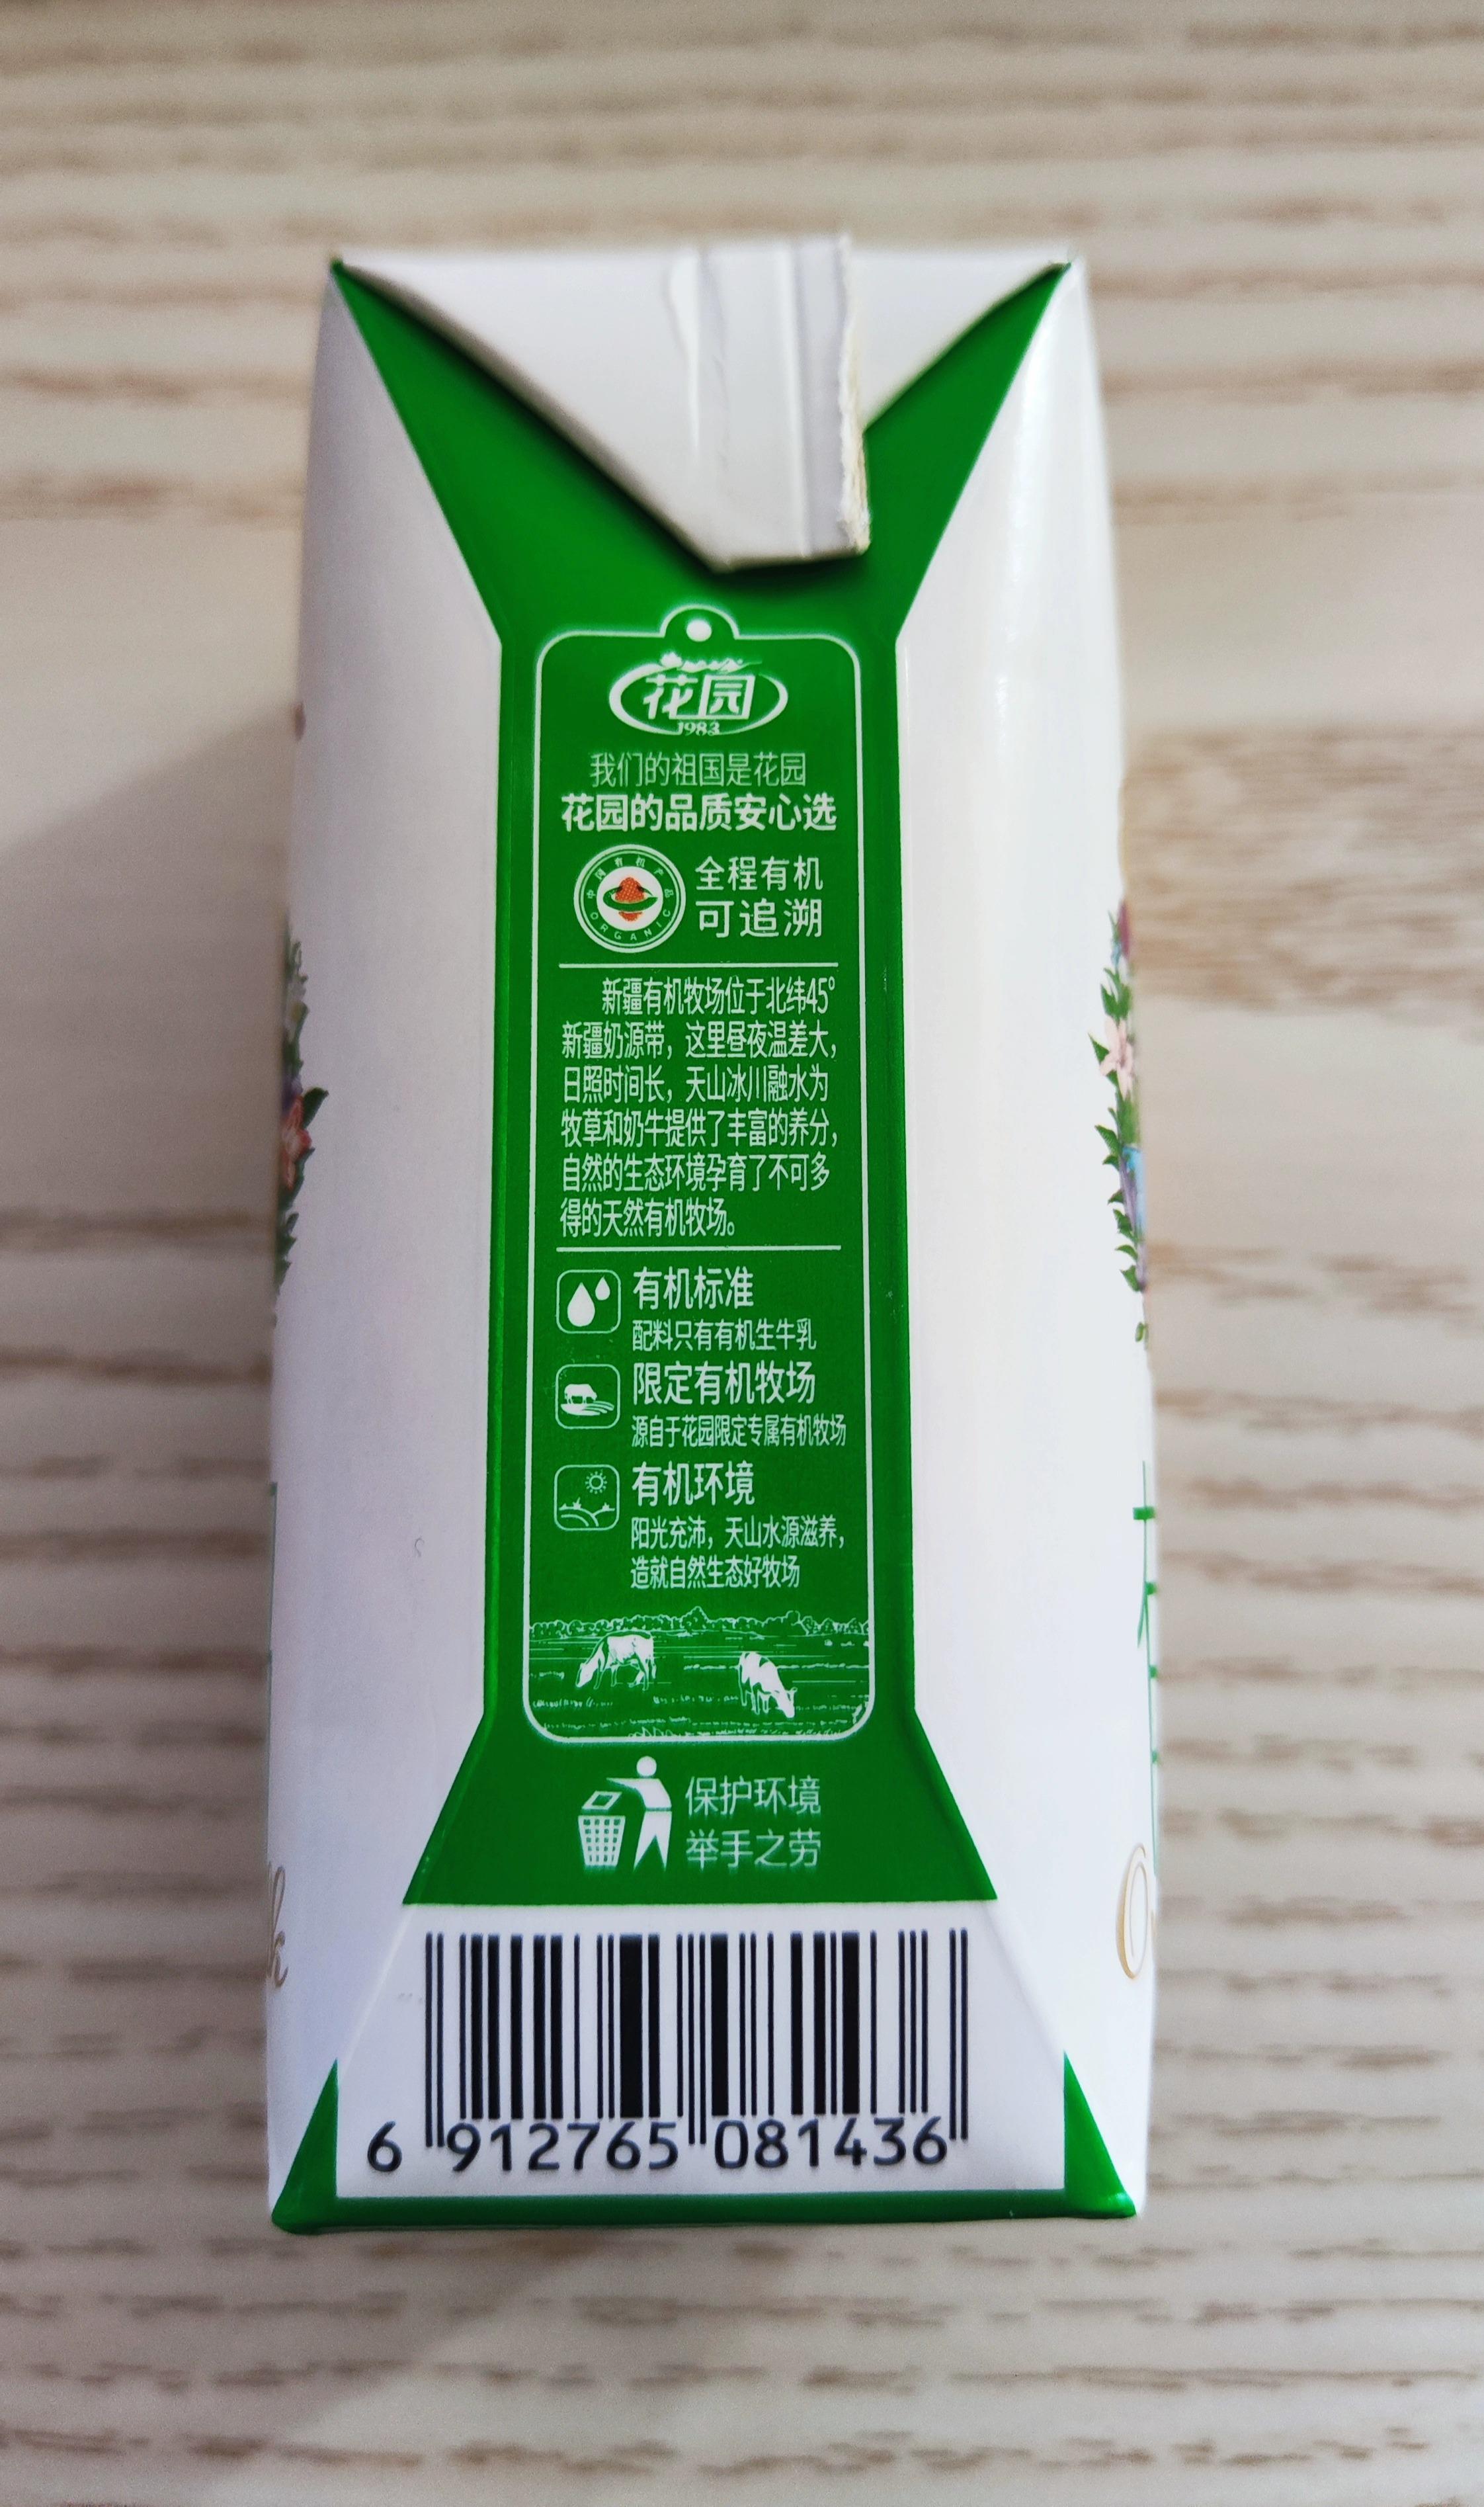 花园
1983
我们的祖国是花园
花园的品质安心选
中国有机产品
ORGANIC
全程有机
可追溯
新疆有机牧场位于北纬45°
新疆奶源带，这里昼夜温差大，
日照时间长，天山冰川融水为
牧草和奶牛提供了丰富的养分，
自然的生态环境孕育了不可多
得的天然有机牧场。
有机标准
配料只有有机生牛乳
限定有机牧场
源自于花园限定专属有机牧场
有机环境
阳光充沛，天山水源滋养，
造就自然生态好牧场
保护环境
举手之劳
6 912765 081436